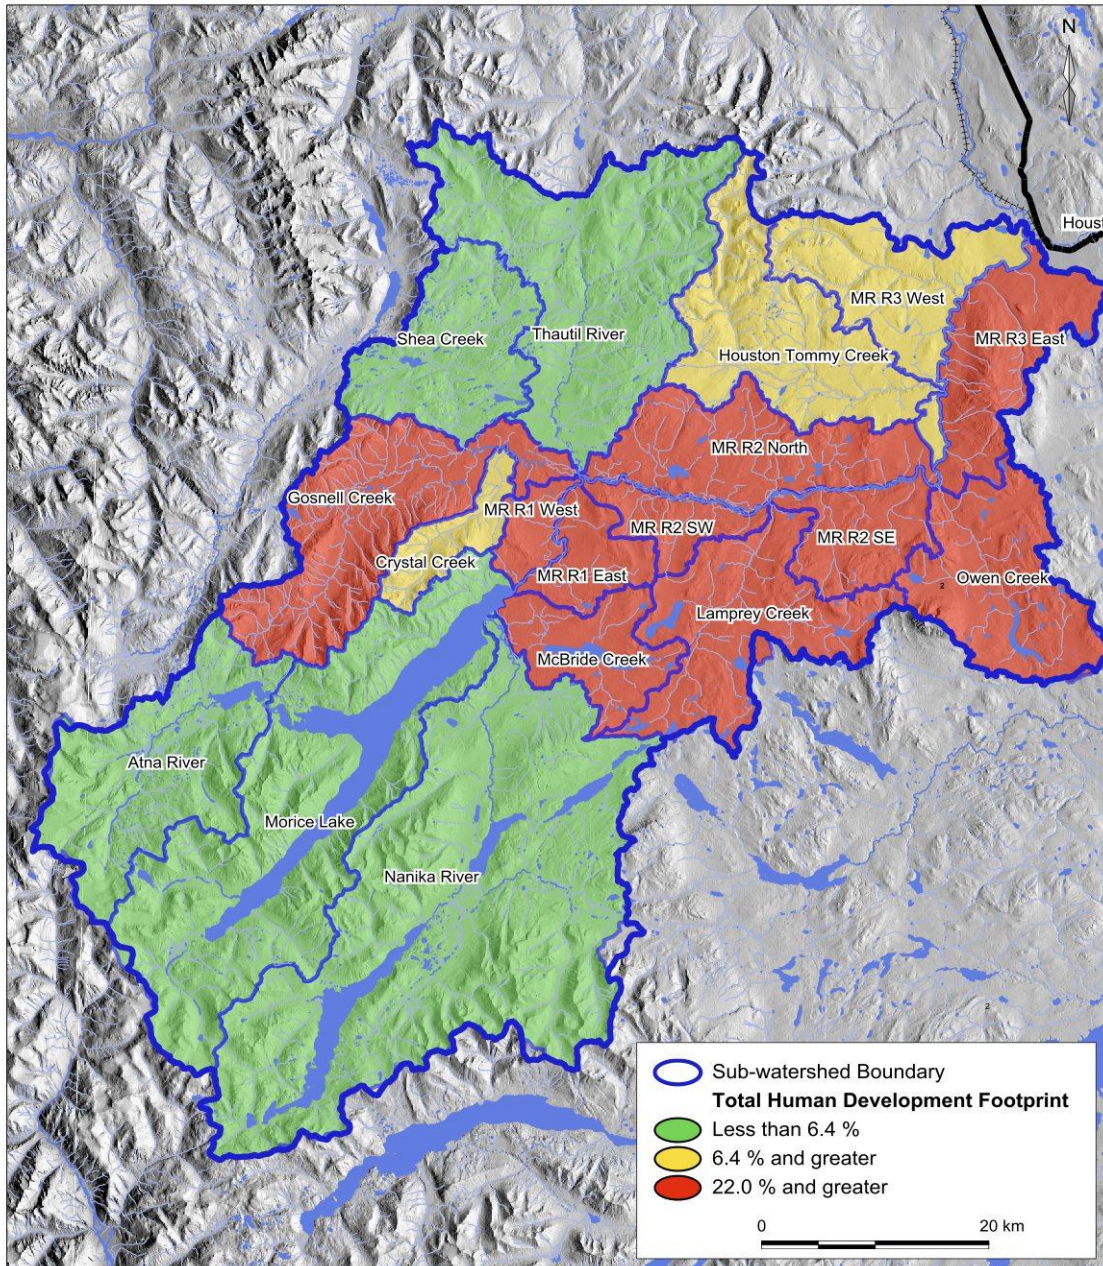 N
Houst
MR R3 West
MR R3 East
Shea Creek
Thautil River
Houston Tommy Creek
MR R2 North
Gosnell Creek
MR R1 West
MR R2 SW
MR R2 SE
Crystal Creek
MR R1 East
Owen Creek
2
Lamprey Creek
McBride Creek
Atna River
Morice Lake
Nanika River
2
Sub-watershed Boundary
Total Human Development Footprint
Less than 6.4 %
6.4 % and greater
22.0 % and greater
0 20 km